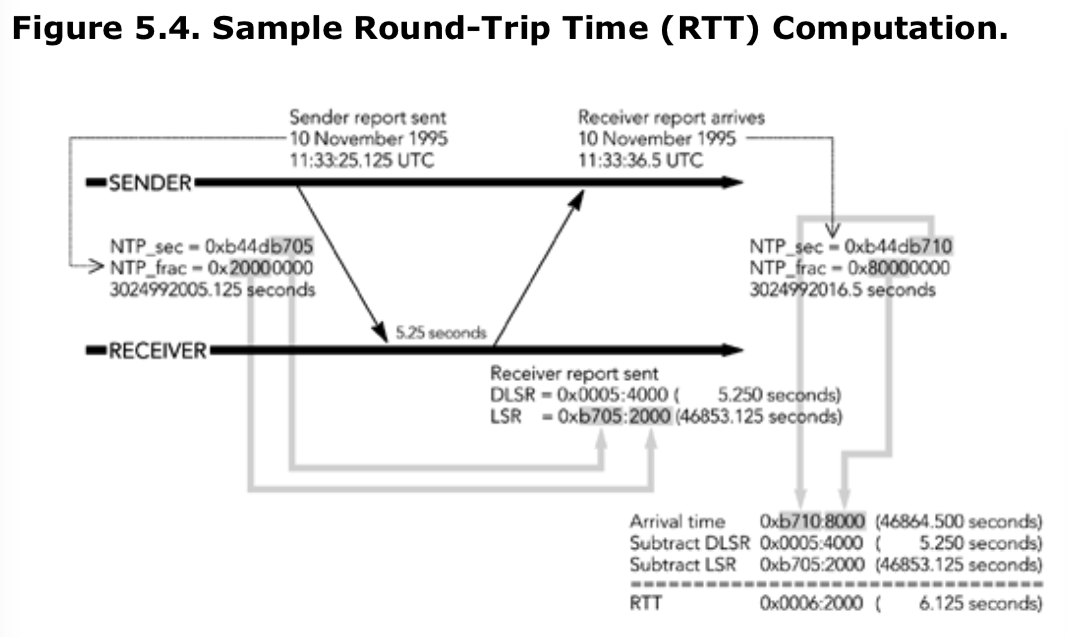 Figure 5.4. Sample Round-Trip Time (RTT) Computation.
Sender report sent
10 November 1995
11:33:25.125 UTC
Receiver report arrives
10 November 1995
11:33:36.5 UTC
SENDER
NTP_sec = 0xb44db705
NTP_frac = 0x20000000
3024992005.125 seconds
NTP_sec = 0xb44db710
NTP_frac = 0x80000000
3024992016.5 seconds
5.25 seconds
RECEIVER
Receiver report sent
DLSR = 0x0005:4000 ( 5.250 seconds)
LSR = 0xb705:2000 (46853.125 seconds)
Arrival time 0xb710:8000 (46864.500 seconds)
Subtract DLSR 0x0005:4000 ( 5.250 seconds)
Subtract LSR 0xb705:2000 (46853.125 seconds)
RTT 0x0006:2000 ( 6.125 seconds)